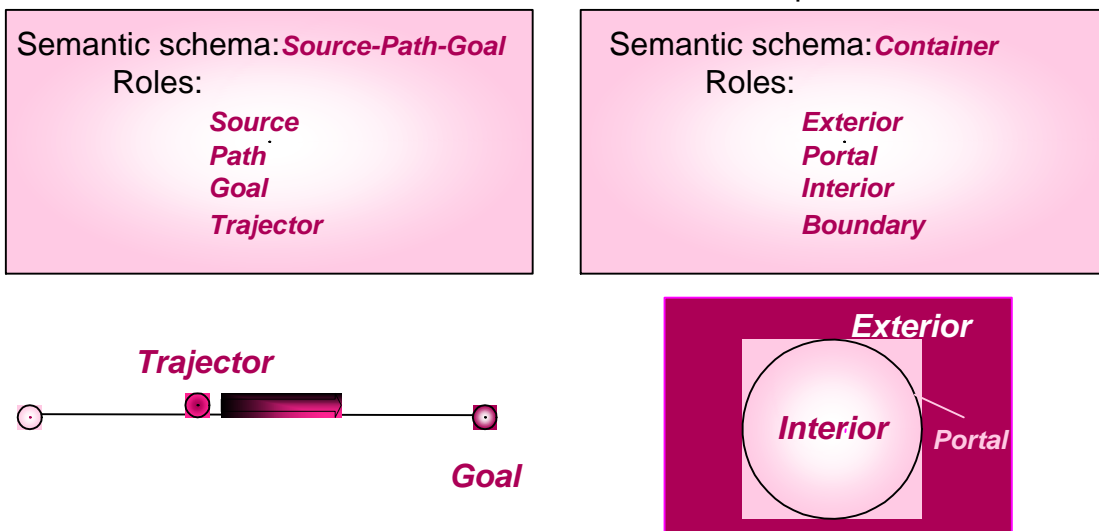 Semantic schema: Source-Path-Goal
Roles:
Source
Path
Goal
Trajector
Semantic schema: Container
Roles:
Exterior
Portal
Interior
Boundary
Trajector
Goal
Exterior
Interior
Portal